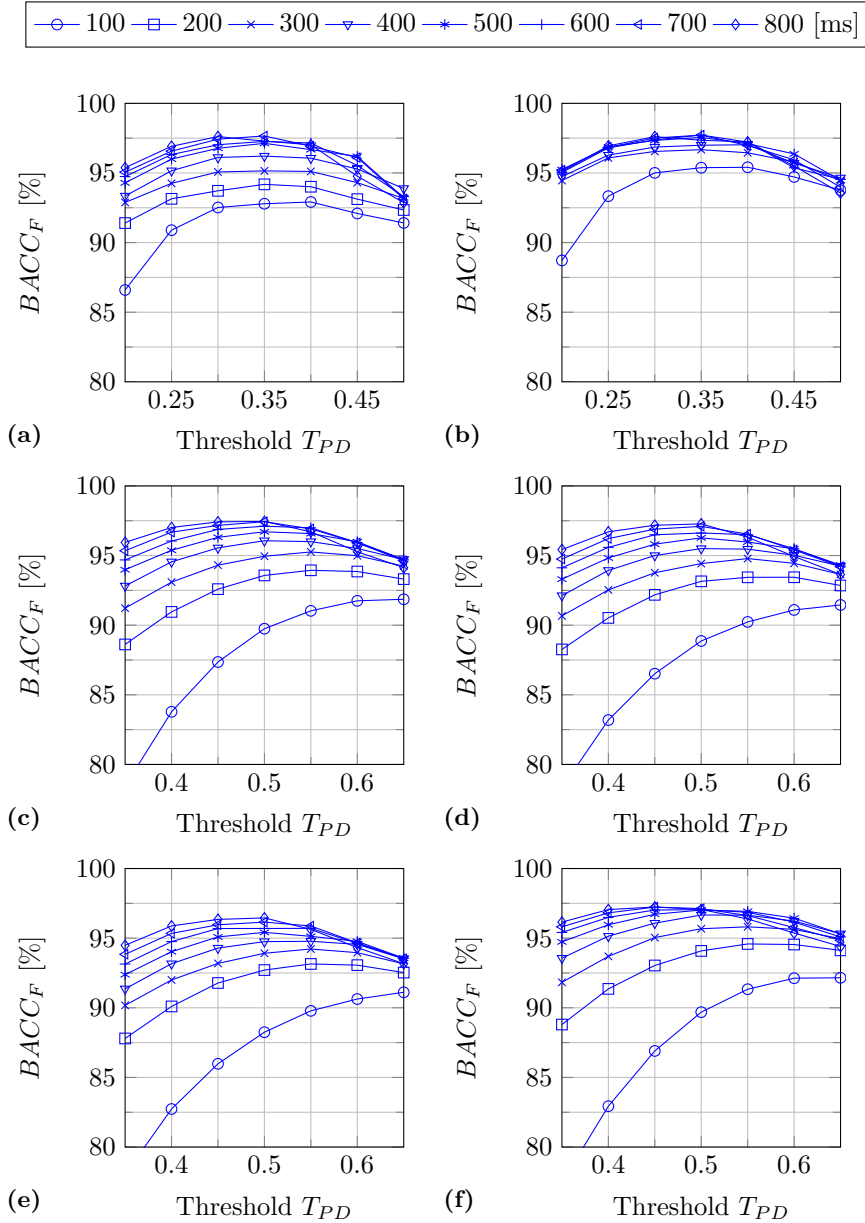 100 200 300 400 500 600 700 800 [ms]
100
95
90
85
80
BACC_F [%]
0.25 0.35 0.45
(a) Threshold T_PD
100
95
90
85
80
BACC_F [%]
0.25 0.35 0.45
(b) Threshold T_PD
100
95
90
85
80
BACC_F [%]
0.4 0.5 0.6
(c) Threshold T_PD
100
95
90
85
80
BACC_F [%]
0.4 0.5 0.6
(d) Threshold T_PD
100
95
90
85
80
BACC_F [%]
0.4 0.5 0.6
(e) Threshold T_PD
100
95
90
85
80
BACC_F [%]
0.4 0.5 0.6
(f) Threshold T_PD